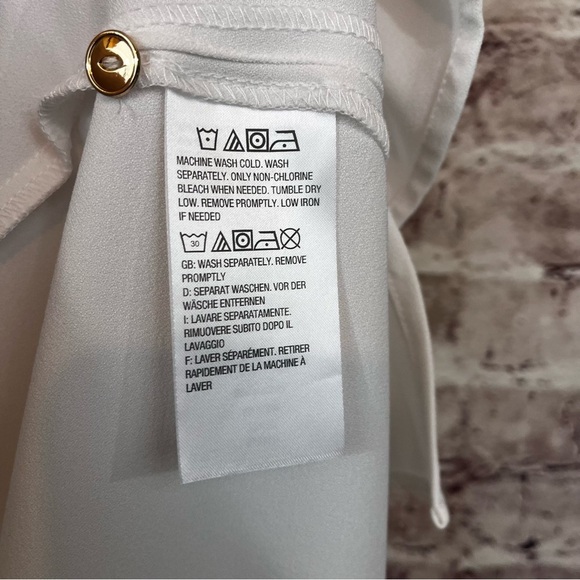 MACHINE WASH COLD. WASH
SEPARATELY. ONLY NON-CHLORINE
BLEACH WHEN NEEDED. TUMBLE DRY
LOW. REMOVE PROMPTLY. LOW IRON
IF NEEDED
30
GB: WASH SEPARATELY. REMOVE
PROMPTLY
D: SEPARAT WASCHEN. VOR DER
WÄSCHE ENTFERNEN
I: LAVARE SEPARATAMENTE.
RIMUOVERE SUBITO DOPO IL
LAVAGGIO
F: LAVER SÉPARÉMENT. RETIRER
RAPIDEMENT DE LA MACHINE À
LAVER